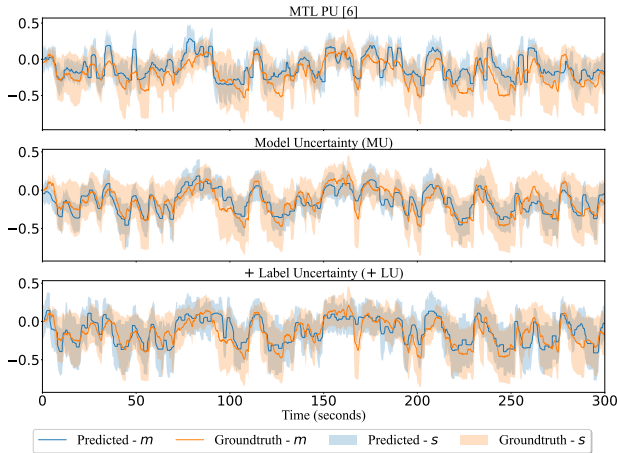 MTL PU [6]
0.5
0.0
−0.5
Model Uncertainty (MU)
0.5
0.0
−0.5
+ Label Uncertainty (+ LU)
0.5
0.0
−0.5
0 50 100 150 200 250 300
Time (seconds)
Predicted - m Groundtruth - m Predicted - s Groundtruth - s